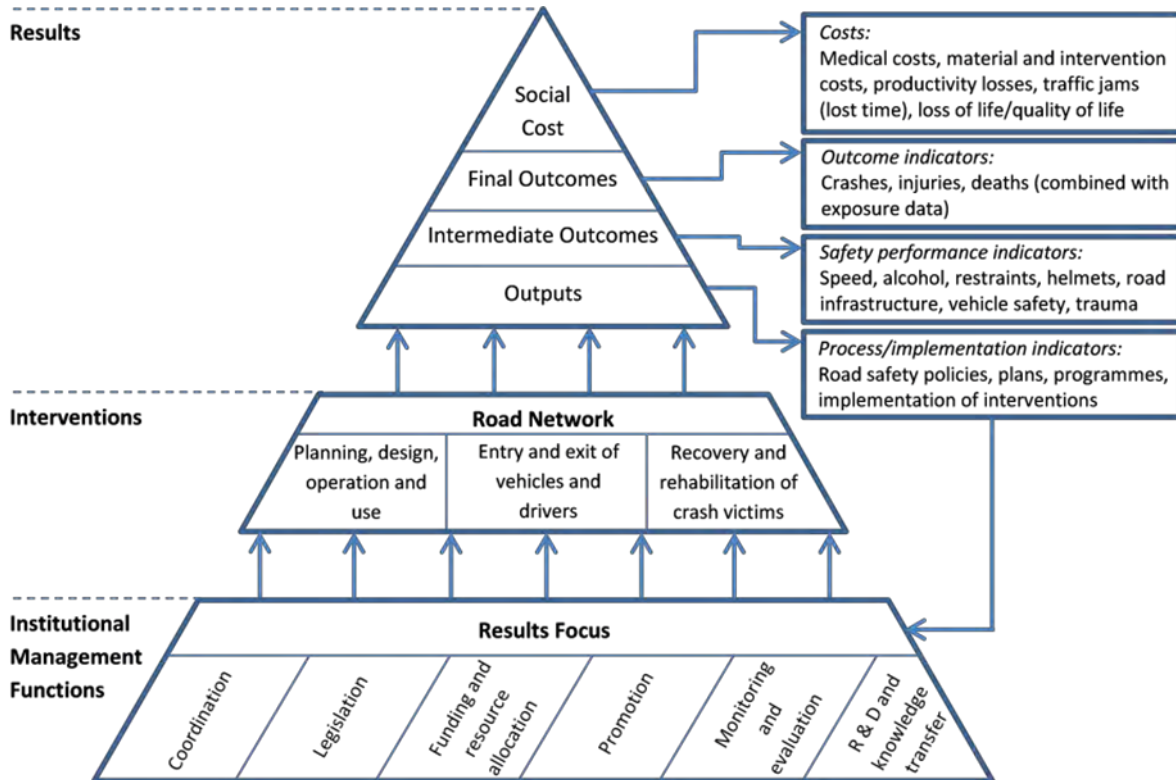 Results
Social
Cost
Final Outcomes
Intermediate Outcomes
Outputs
Costs:
Medical costs, material and intervention
costs, productivity losses, traffic jams
(lost time), loss of life/quality of life
Outcome indicators:
Crashes, injuries, deaths (combined with
exposure data)
Safety performance indicators:
Speed, alcohol, restraints, helmets, road
infrastructure, vehicle safety, trauma
Process/implementation indicators:
Road safety policies, plans, programmes,
implementation of interventions
Interventions
Road Network
Planning, design,
operation and
use
Entry and exit of
vehicles and
drivers
Recovery and
rehabilitation of
crash victims
Institutional
Management
Functions
Results Focus
Coordination
Legislation
Funding and
resource
allocation
Promotion
Monitoring
and
evaluation
R & D and
knowledge
transfer